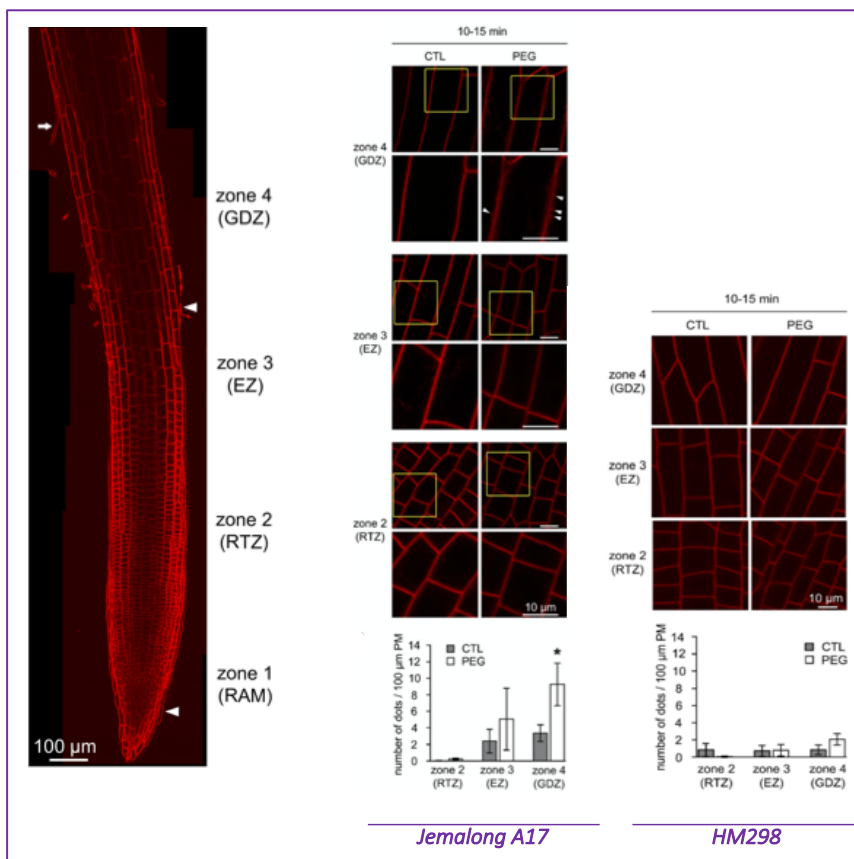 zone 4
(GDZ)
zone 3
(EZ)
zone 2
(RTZ)
zone 1
(RAM)
100 µm
10-15 min
CTL
PEG
zone 4
(GDZ)
zone 3
(EZ)
zone 2
(RTZ)
10 µm
number of dots / 100 µm PM
14
12
10
8
6
4
2
0
CTL
PEG
*
zone 2
(RTZ)
zone 3
(EZ)
zone 4
(GDZ)
Jemalong A17
10-15 min
CTL
PEG
zone 4
(GDZ)
zone 3
(EZ)
zone 2
(RTZ)
10 µm
number of dots / 100 µm PM
14
12
10
8
6
4
2
0
CTL
PEG
zone 2
(RTZ)
zone 3
(EZ)
zone 4
(GDZ)
HM298